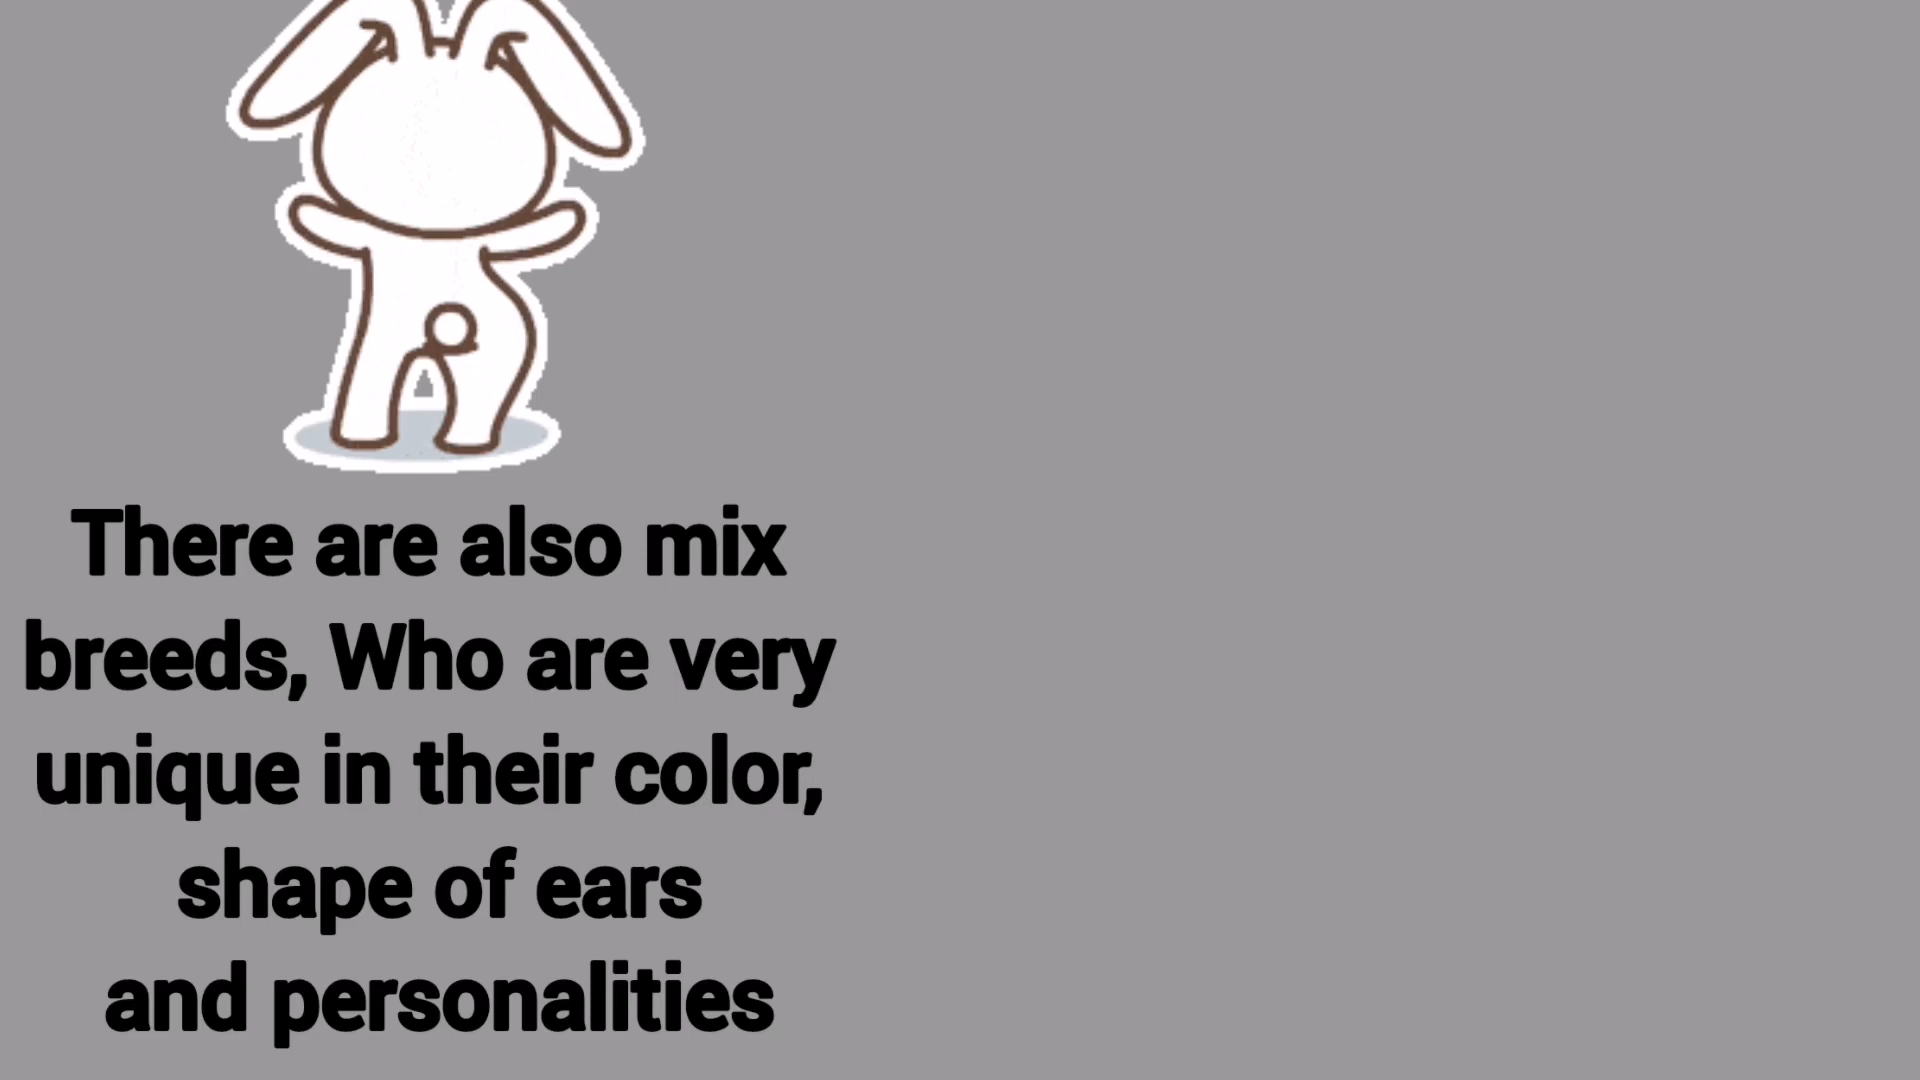 There are also mix
breeds, Who are very
unique in their color,
shape of ears
and personalities